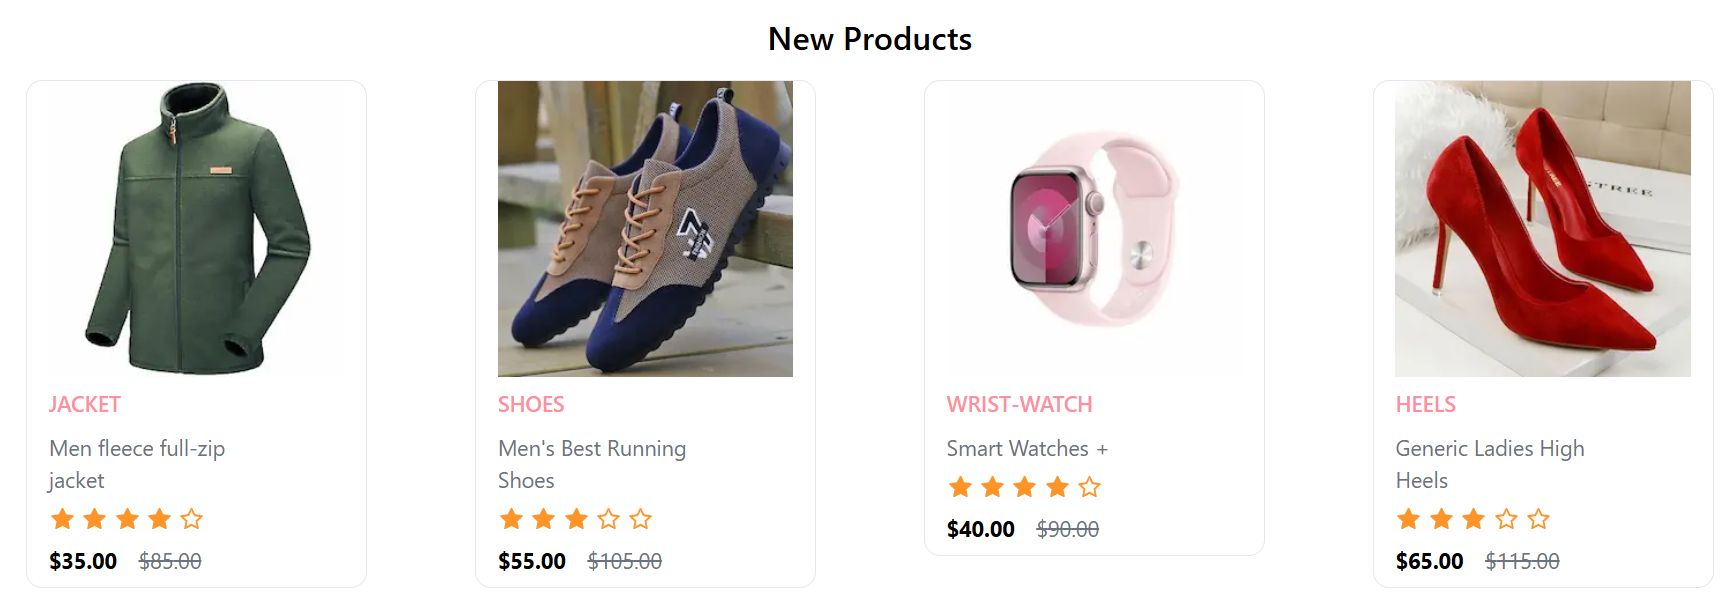 New Products
JACKET
Men fleece full-zip
jacket
$35.00 $85.00
SHOES
Men's Best Running
Shoes
$55.00 $105.00
WRIST-WATCH
Smart Watches +
$40.00 $90.00
HEELS
Generic Ladies High
Heels
$65.00 $115.00